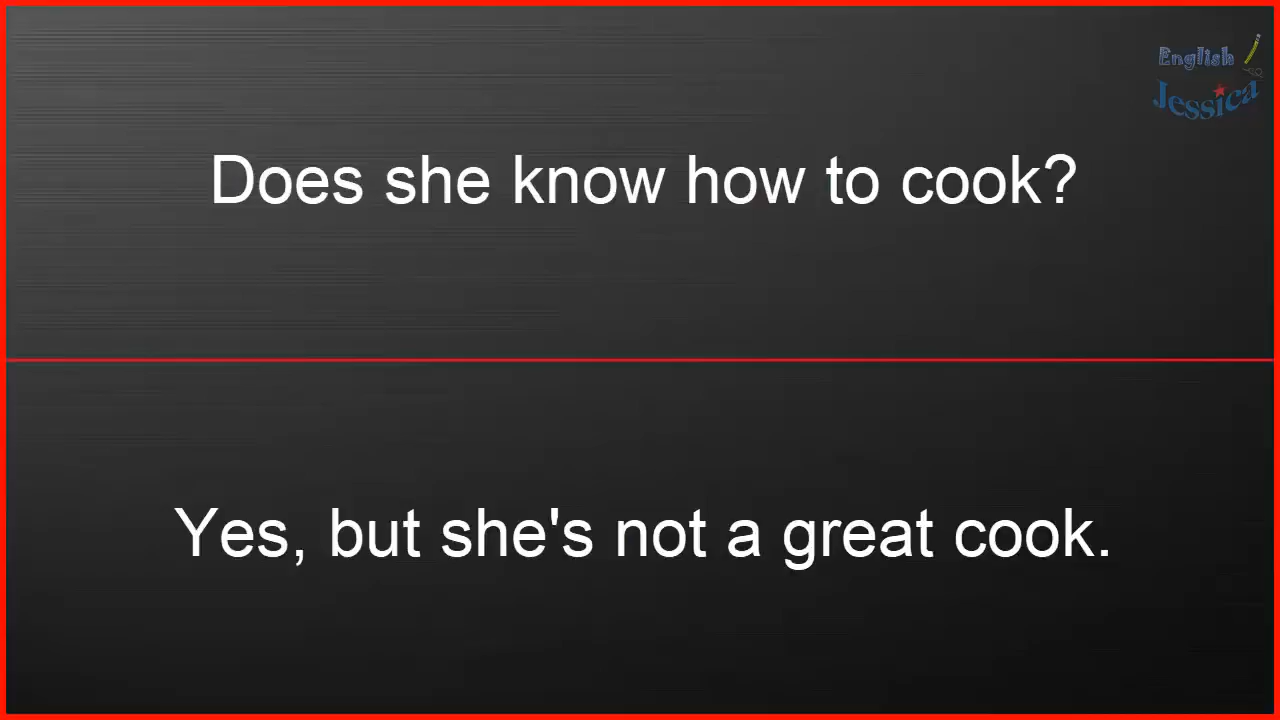 English
Jessica
Does she know how to cook?
Yes, but she's not a great cook.